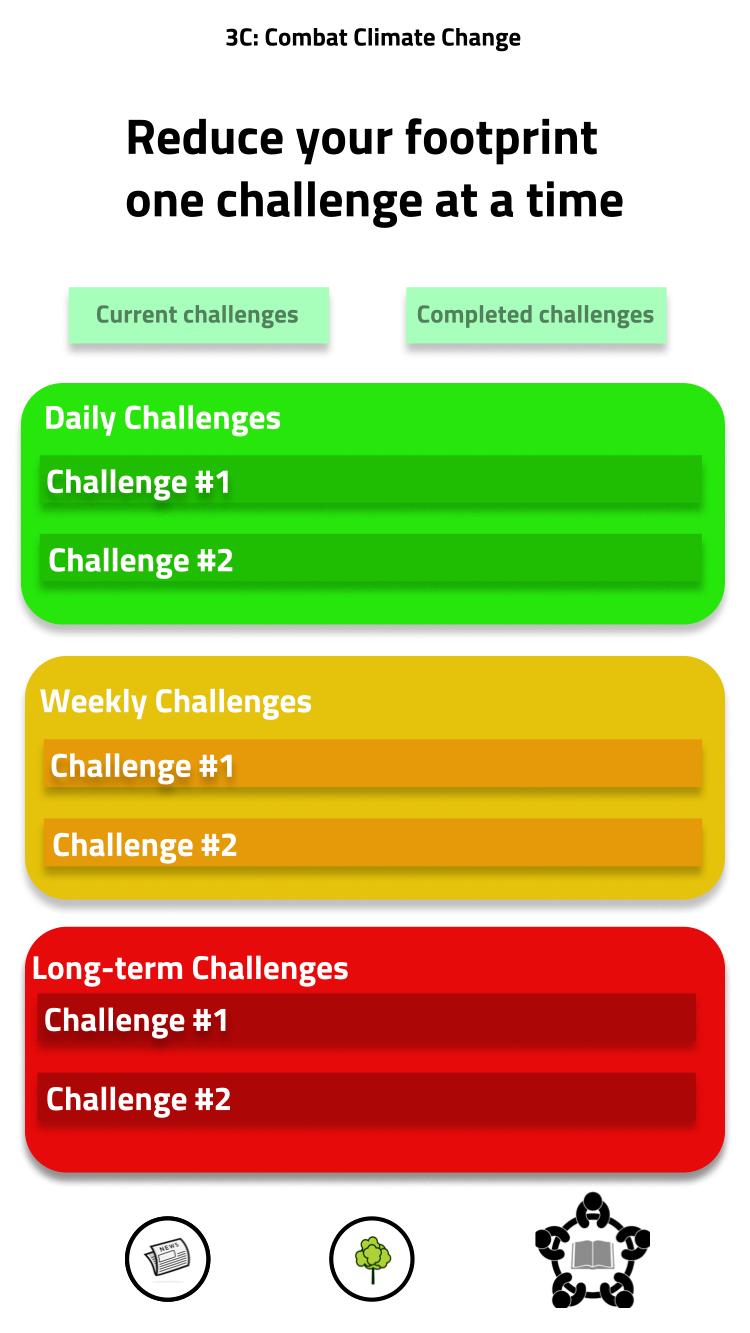 3C: Combat Climate Change
Reduce your footprint
one challenge at a time
Current challenges
Completed challenges
Daily Challenges
Challenge #1
Challenge #2
Weekly Challenges
Challenge #1
Challenge #2
Long-term Challenges
Challenge #1
Challenge #2
NEWS